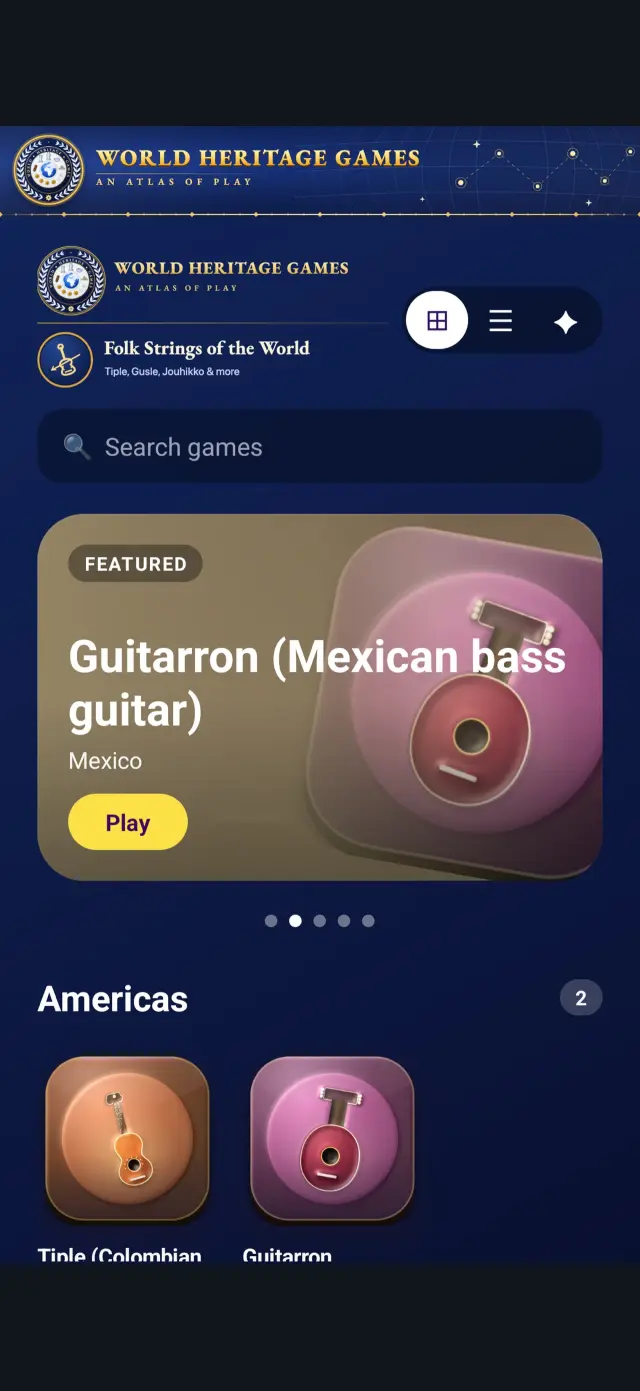 WORLD HERITAGE GAMES
AN ATLAS OF PLAY
WORLD HERITAGE GAMES
AN ATLAS OF PLAY
Folk Strings of the World
Tiple, Gusle, Jouhikko & more
Search games
FEATURED
Guitarron (Mexican bass
guitar)
Mexico
Play
Americas
2
Tiple (Colombian
Guitarron